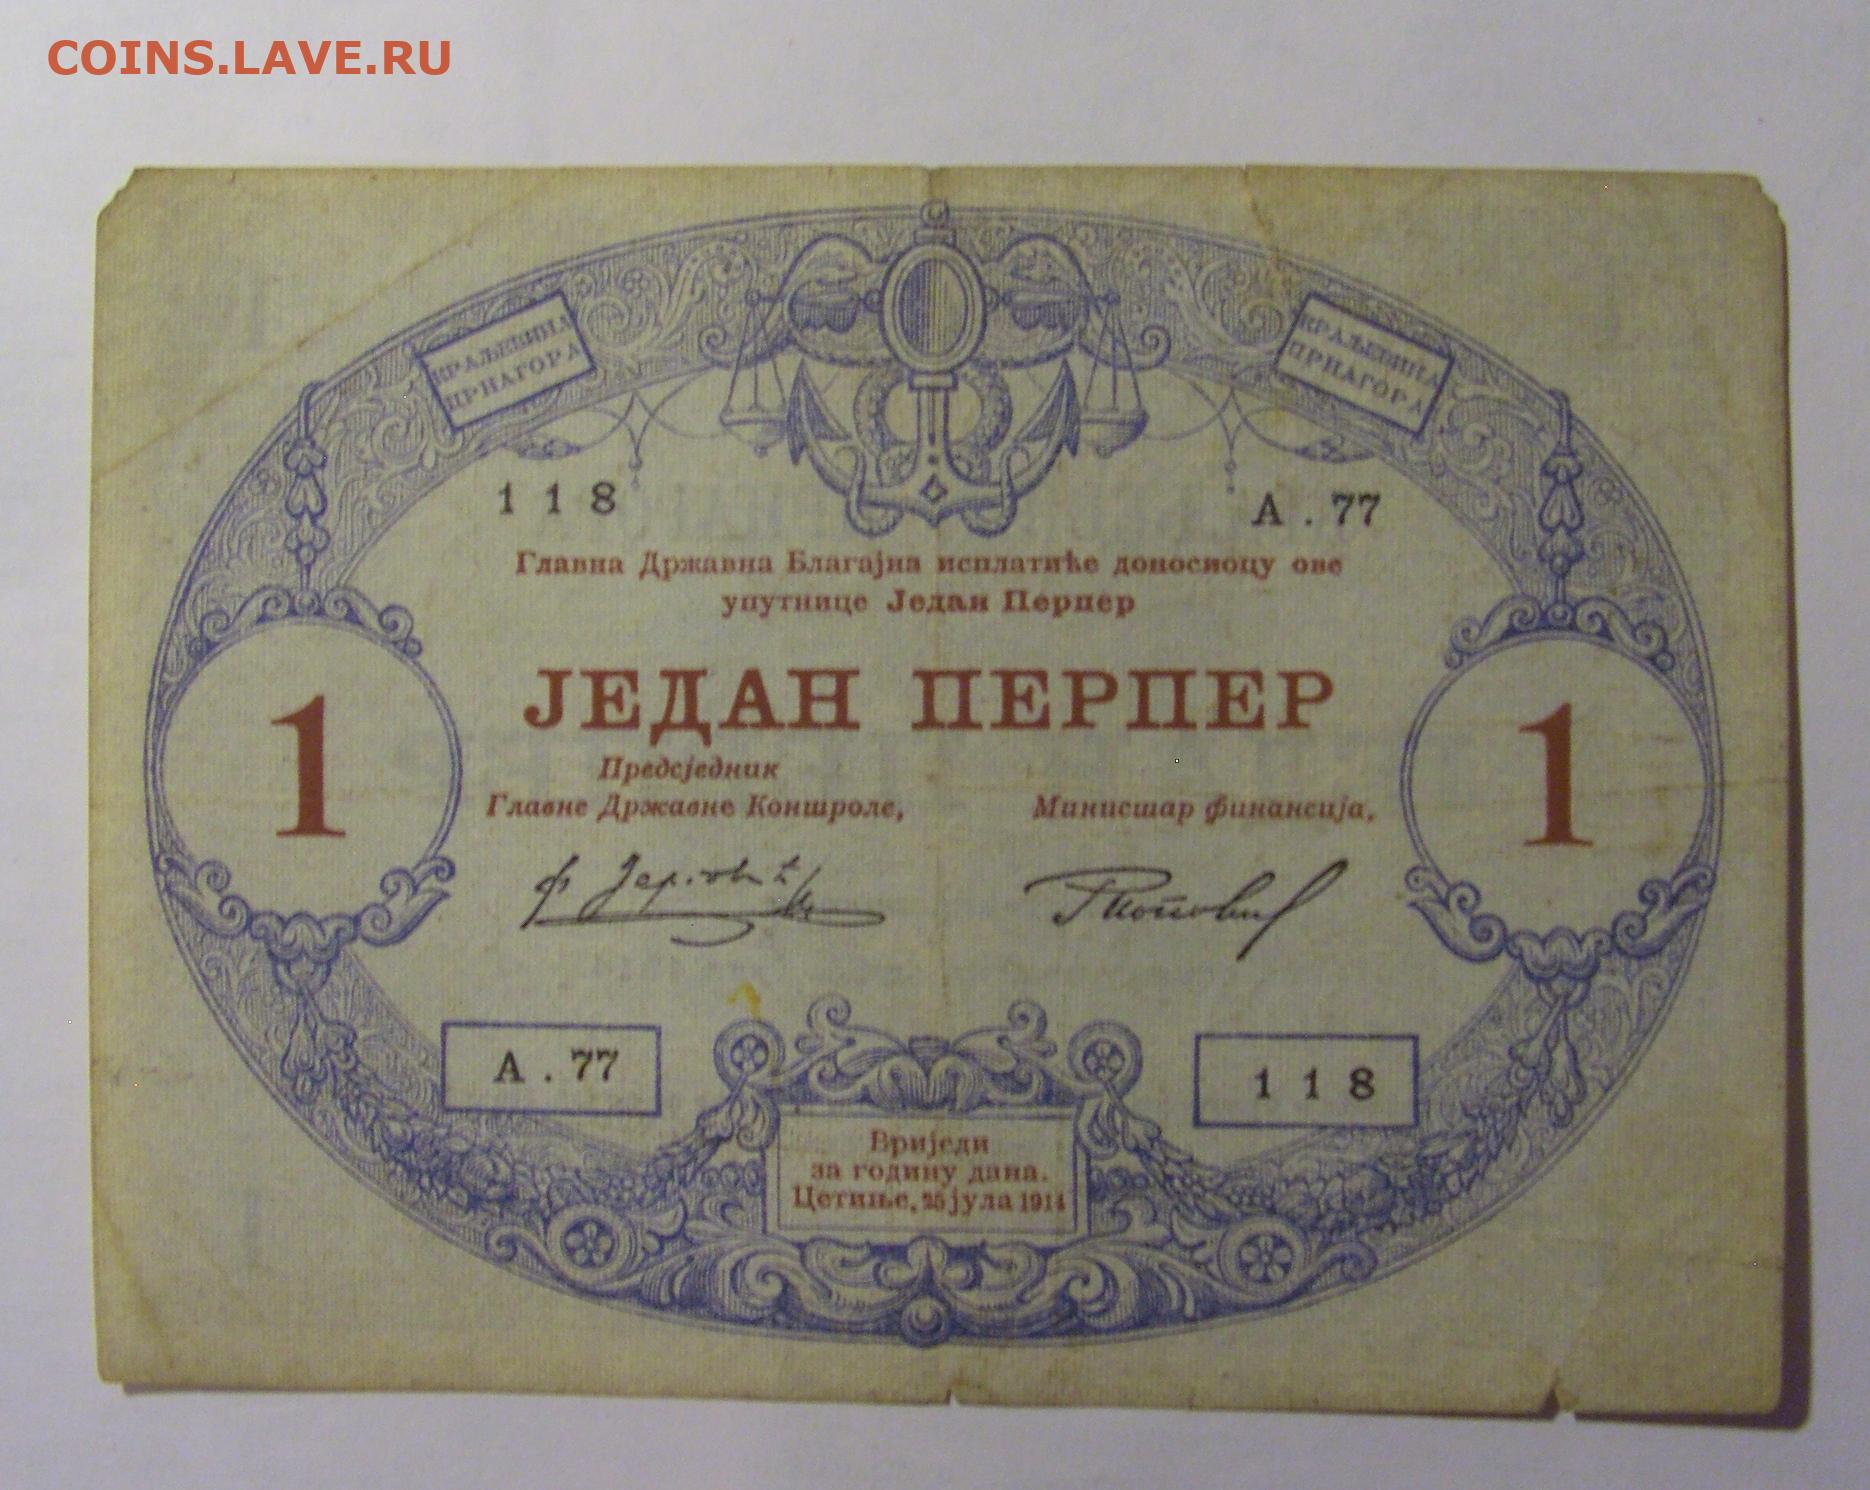 COINS.LAVE.RU
КРАЉЕВИНА
ЦРНАГОРА
КРАЉЕВИНА
ЦРНАГОРА
118
А.77
Главна Државна Благајна исплатиће доносиоцу ове
упутнице Један Перпер
ЈЕДАН ПЕРПЕР
1
1
Предсједник
Главне Државне Контроле,
Министар финансија,
А.77
118
Вриједи
за годину дана.
Цетиње, 25 јула 1914